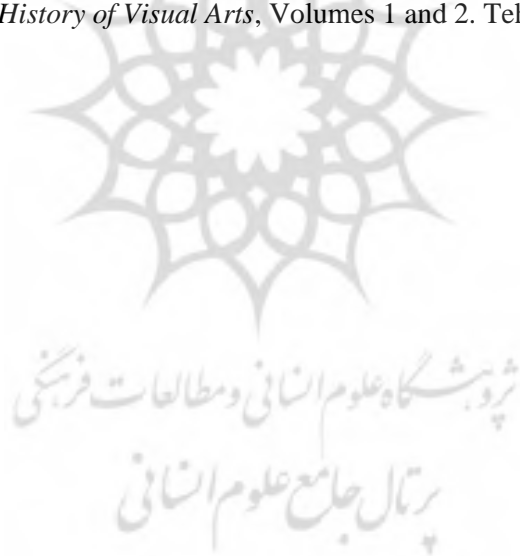 History of Visual Arts, Volumes 1 and 2. Teh
پژوهشگاه علوم انسانی و مطالعات فرهنگی
پرتال جامع علوم انسانی